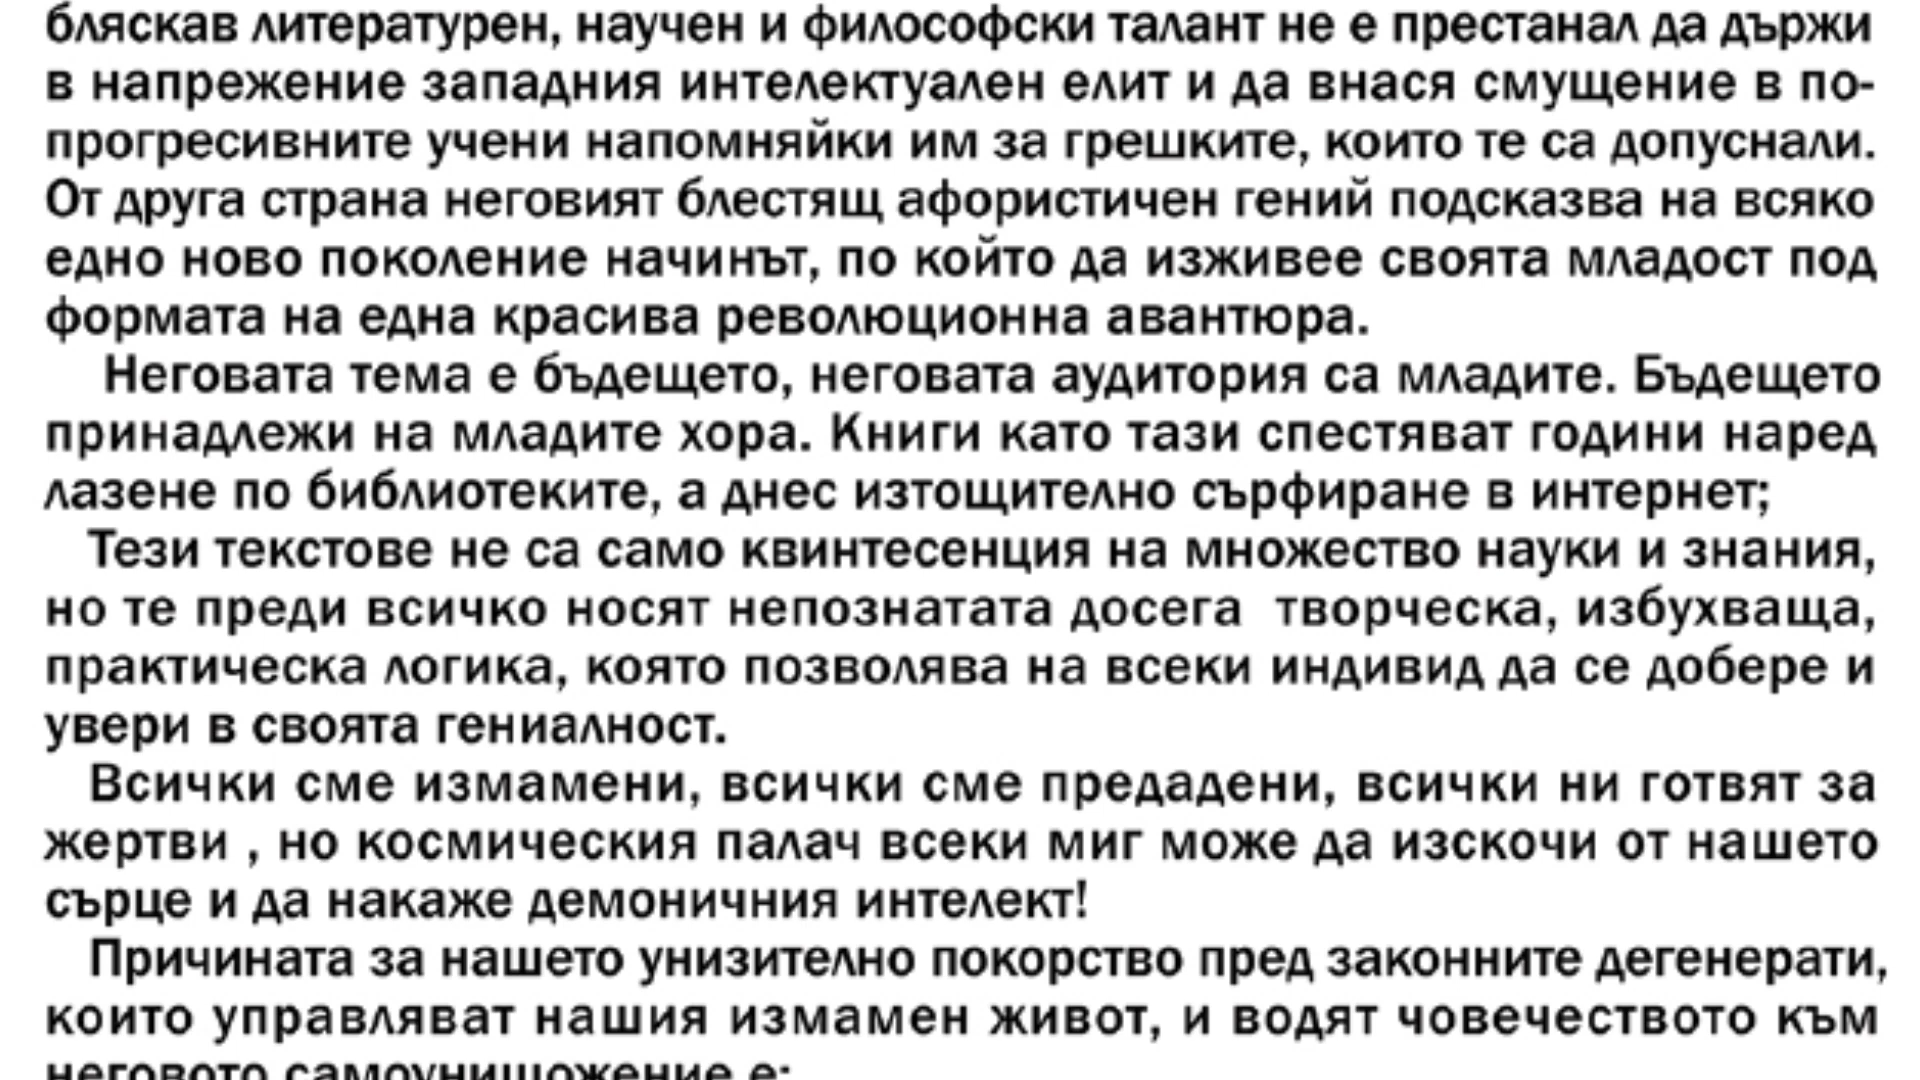 бляскав литературен, научен и философски талант не е престанал да държи
в напрежение западния интелектуален елит и да внася смущение в по-
прогресивните учени напомняйки им за грешките, които те са допуснали.
От друга страна неговият блестящ афористичен гений подсказва на всяко
едно ново поколение начинът, по който да изживее своята младост под
формата на една красива революционна авантюра.
Неговата тема е бъдещето, неговата аудитория са младите. Бъдещето
принадлежи на младите хора. Книги като тази спестяват години наред
лазене по библиотеките, а днес изтощително сърфиране в интернет;
Тези текстове не са само квинтесенция на множество науки и знания,
но те преди всичко носят непознатата досега  творческа, избухваща,
практическа логика, която позволява на всеки индивид да се добере и
увери в своята гениалност.
Всички сме измамени, всички сме предадени, всички ни готвят за
жертви , но космическия палач всеки миг може да изскочи от нашето
сърце и да накаже демоничния интелект!
Причината за нашето унизително покорство пред законните дегенерати,
които управляват нашия измамен живот, и водят човечеството към
неговото самоунищожение е: